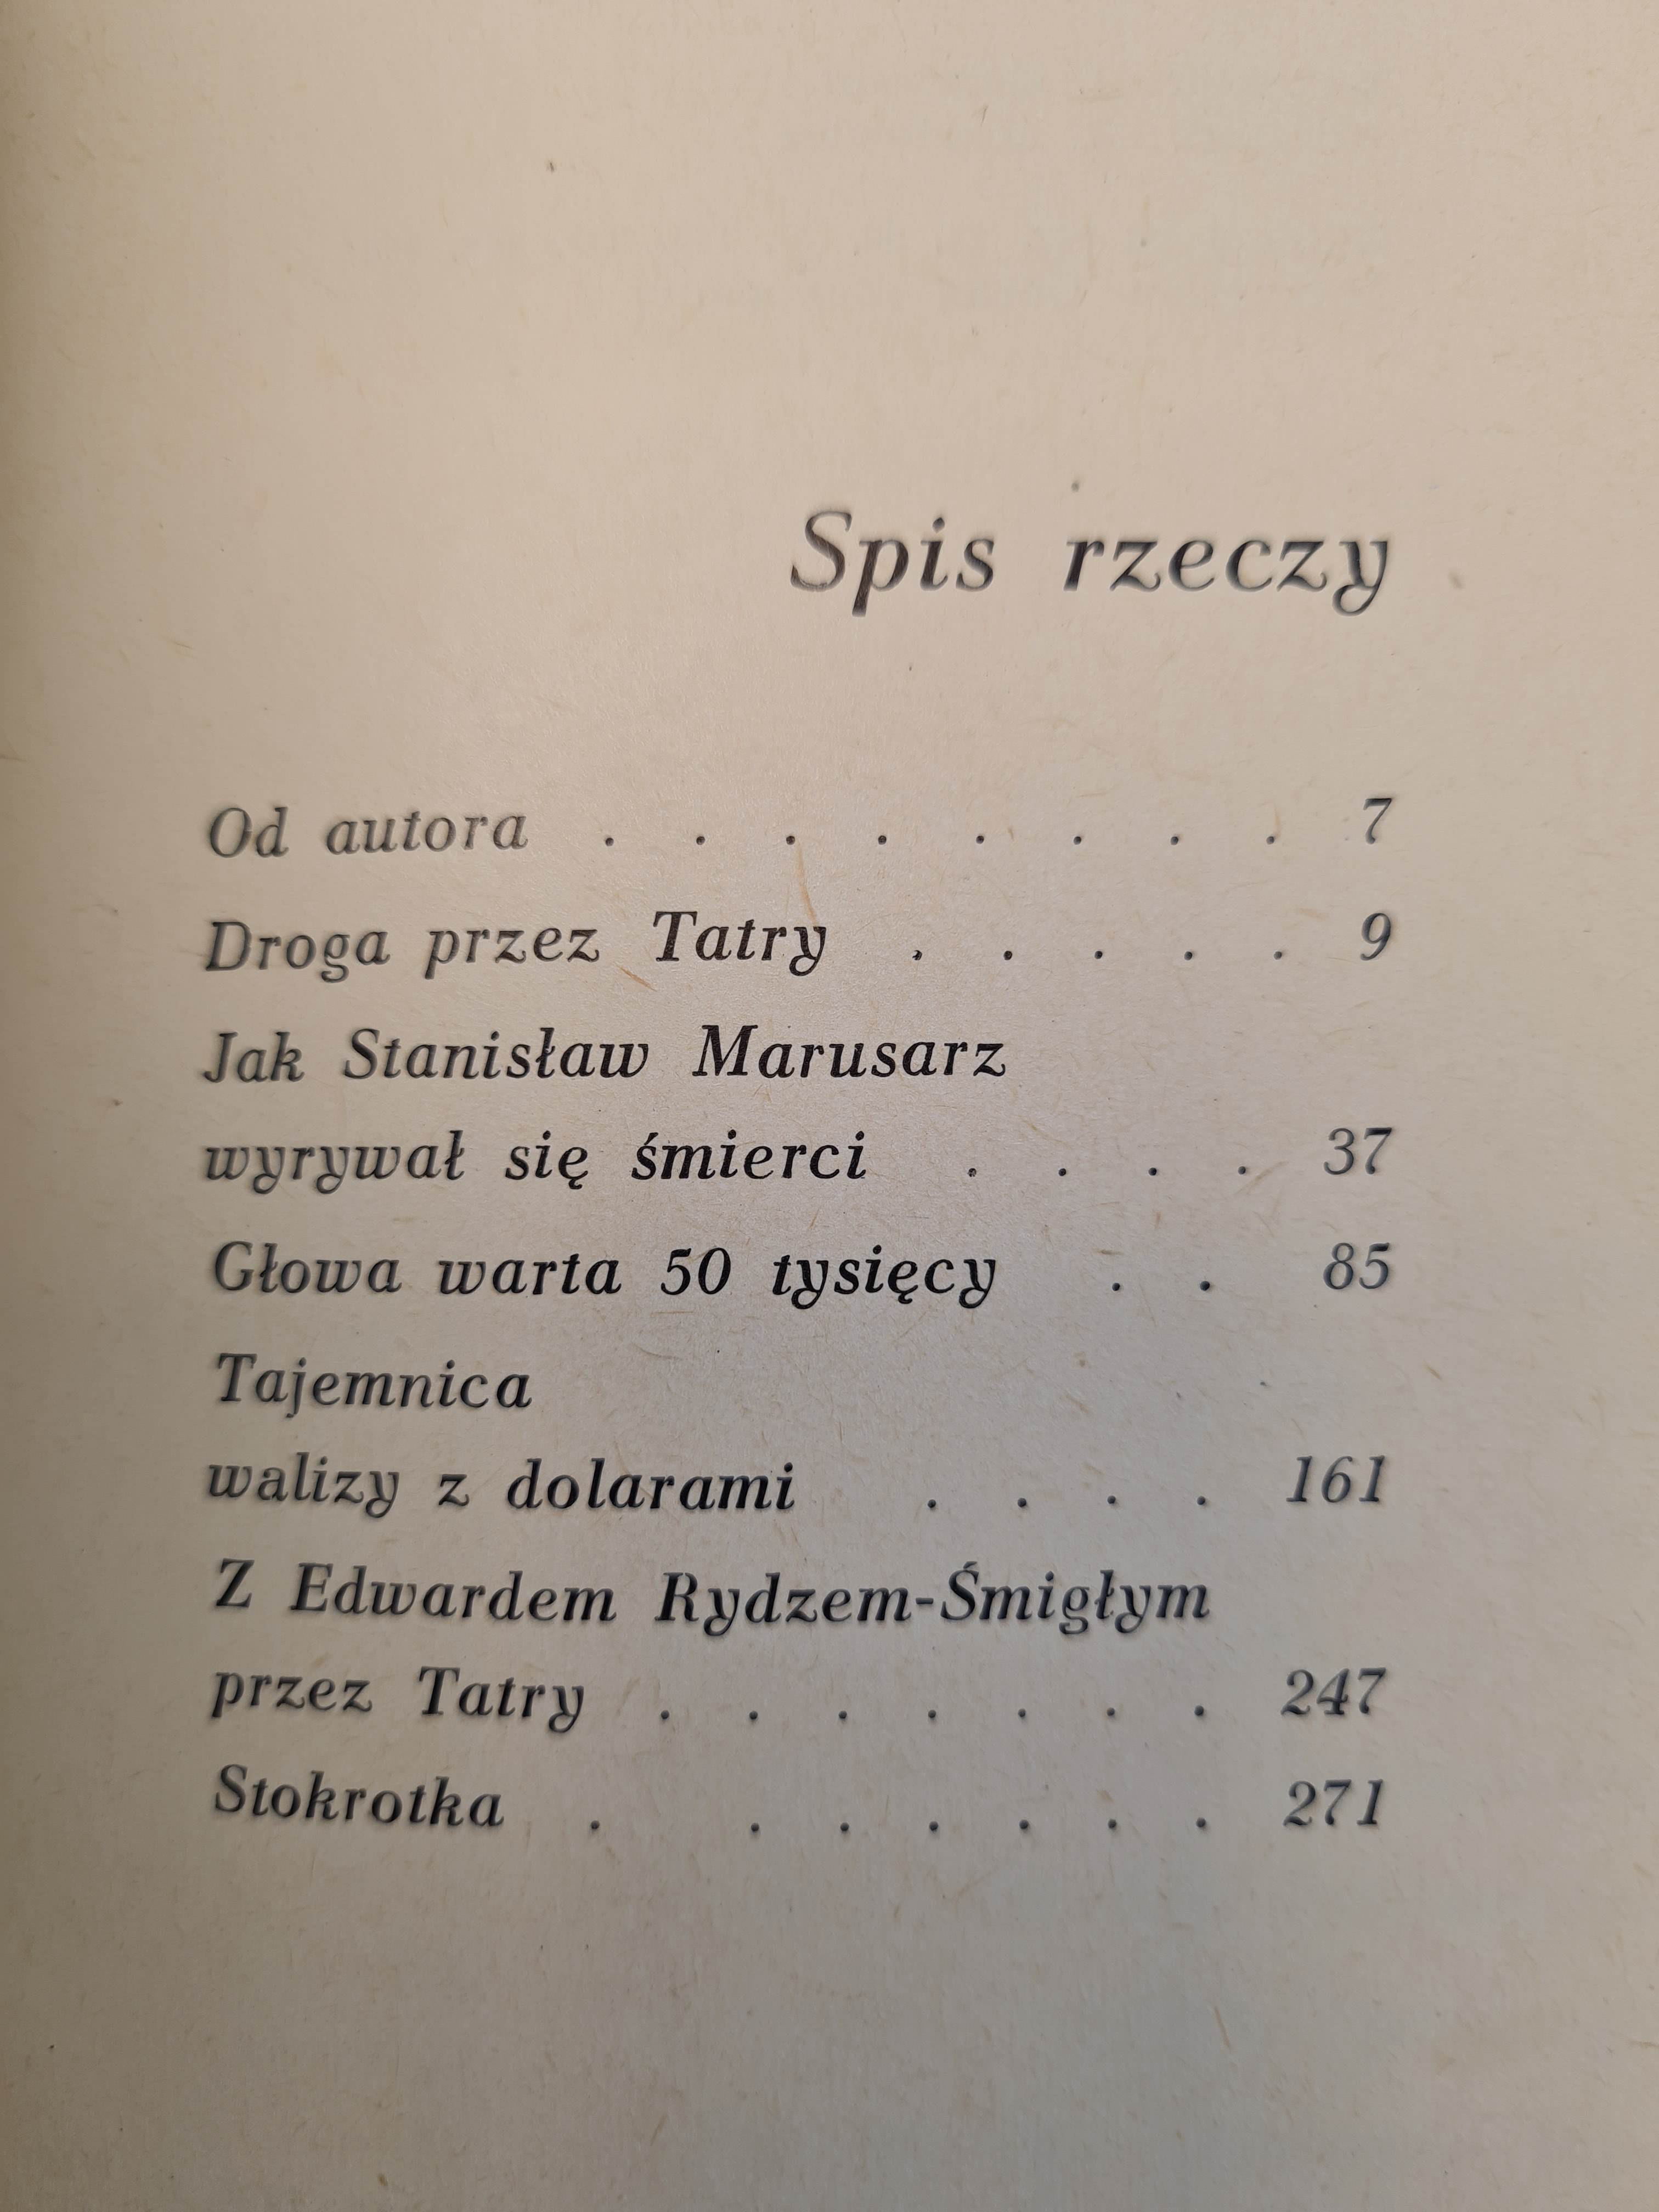 Spis rzeczy
Od autora . . . . . . . . 7
Droga przez Tatry . . . . . 9
Jak Stanisław Marusarz
wyrywał się śmierci . . . . 37
Głowa warta 50 tysięcy . . 85
Tajemnica
walizy z dolarami . . . . 161
Z Edwardem Rydzem-Śmigłym
przez Tatry . . . . . . . 247
Stokrotka . . . . . . . 271